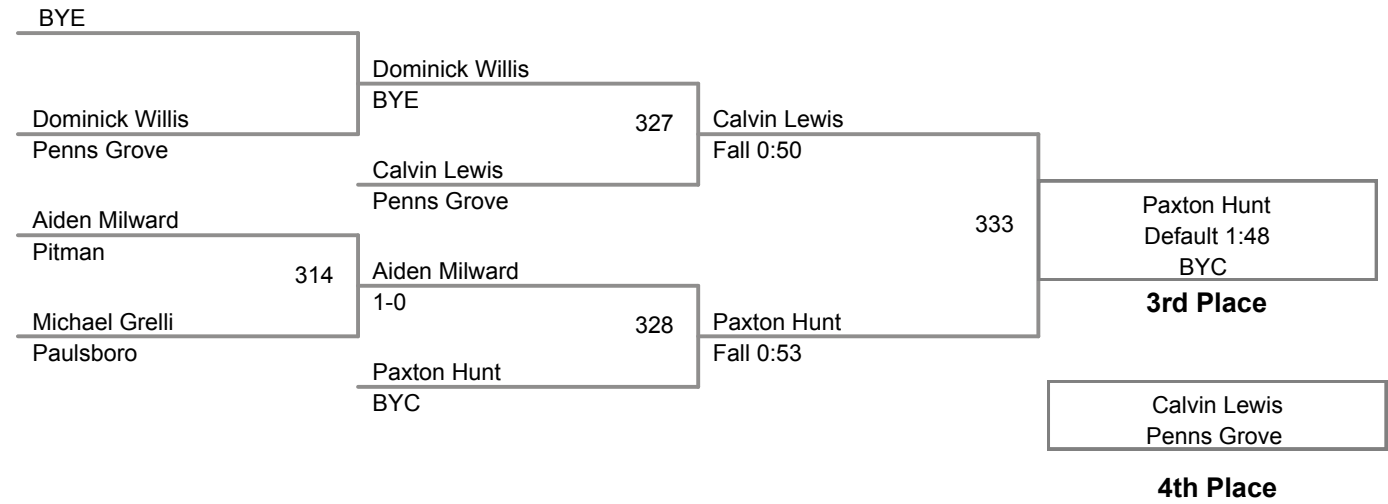 BYE
Dominick Willis
BYE
Dominick Willis
Penns Grove
327
Calvin Lewis
Fall 0:50
Calvin Lewis
Penns Grove
Aiden Milward
Pitman
314
Aiden Milward
1-0
Michael Grelli
Paulsboro
328
Paxton Hunt
Fall 0:53
Paxton Hunt
BYC
333
Paxton Hunt
Default 1:48
BYC
3rd Place
Calvin Lewis
Penns Grove
4th Place